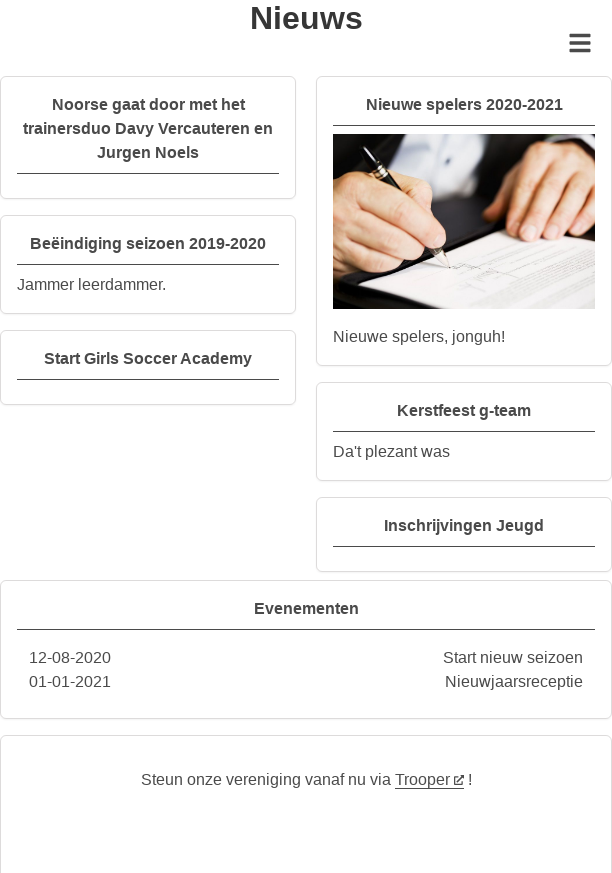 Nieuws
Noorse gaat door met het
trainersduo Davy Vercauteren en
Jurgen Noels
Beëindiging seizoen 2019-2020
Jammer leerdammer.
Start Girls Soccer Academy
Nieuwe spelers 2020-2021
Nieuwe spelers, jonguh!
Kerstfeest g-team
Da't plezant was
Inschrijvingen Jeugd
Evenementen
12-08-2020 Start nieuw seizoen
01-01-2021 Nieuwjaarsreceptie
Steun onze vereniging vanaf nu via Trooper !